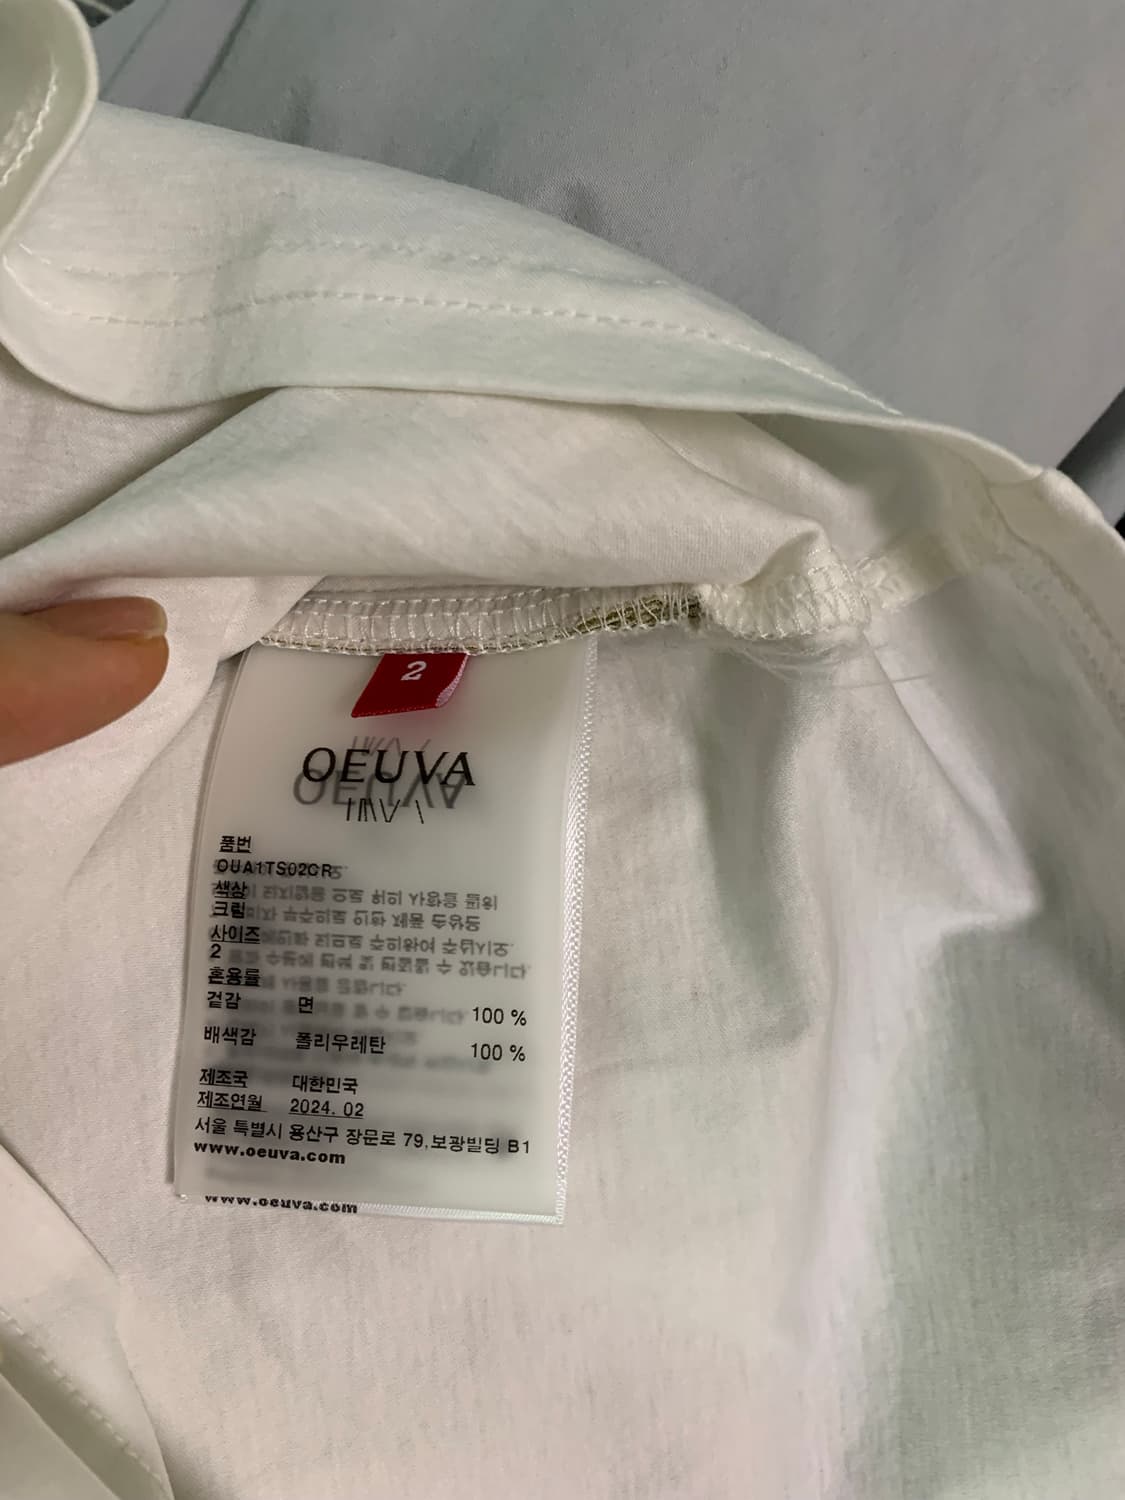 2
OEUVA
품번
OUA1TS02CR
색상
크림
사이즈
2
혼용률
겉감 면 100 %
배색감 폴리우레탄 100 %
제조국 대한민국
제조연월 2024. 02
서울 특별시 용산구 장문로 79,보광빌딩 B1
www.oeuva.com
www.oeuva.com